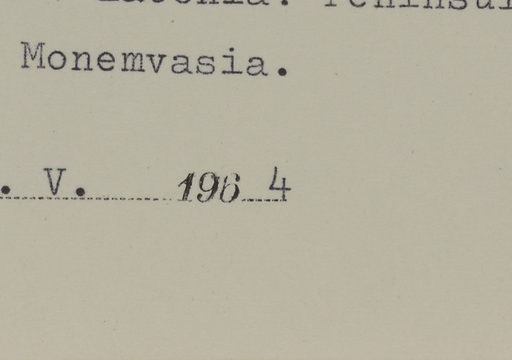 Monemvasia.
. V. 1964